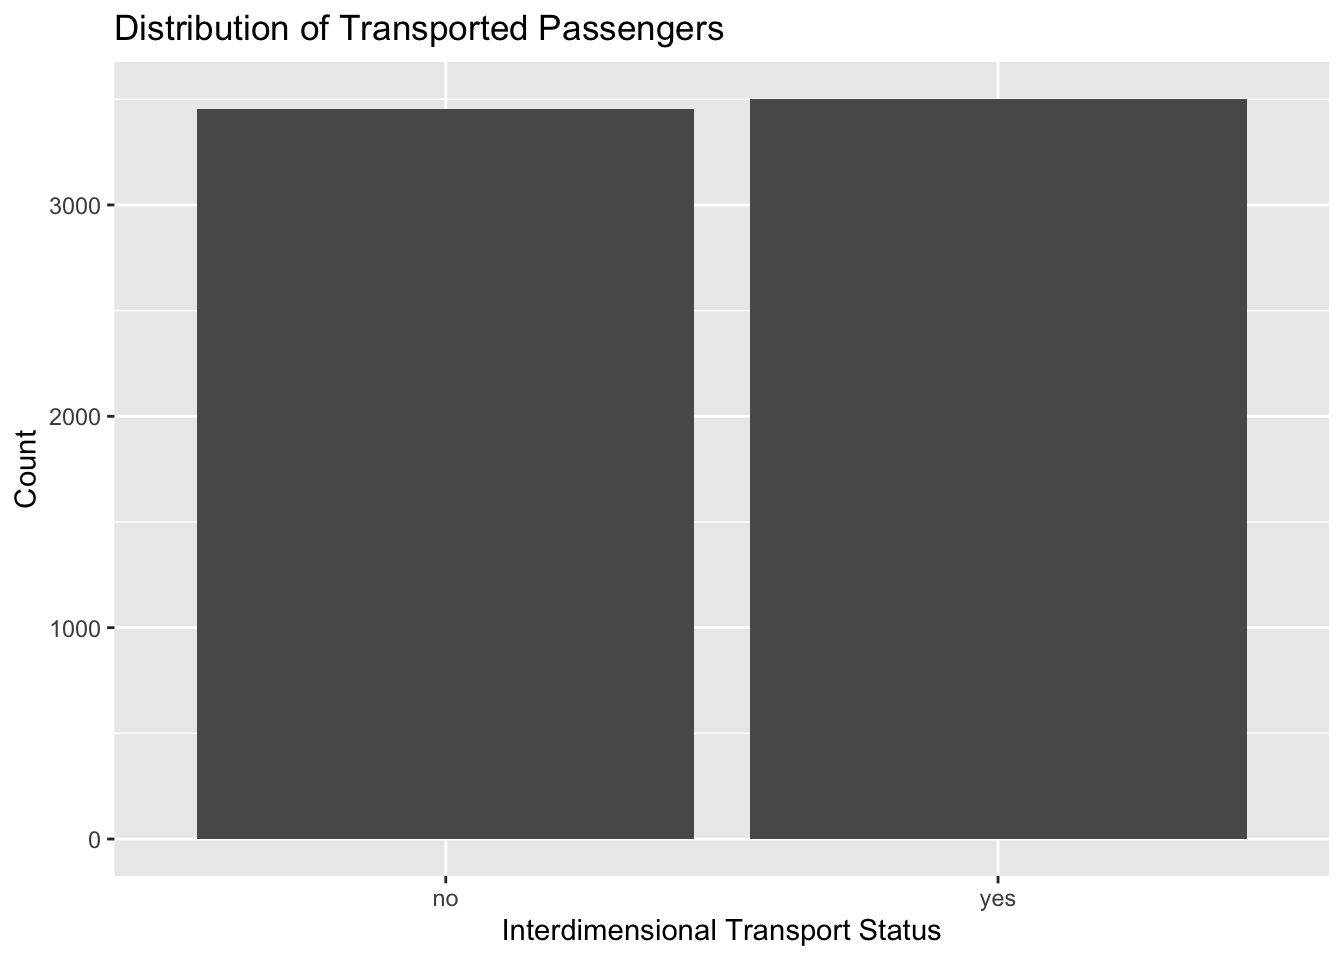 Distribution of Transported Passengers
3000
2000
1000
0
Count
no
yes
Interdimensional Transport Status